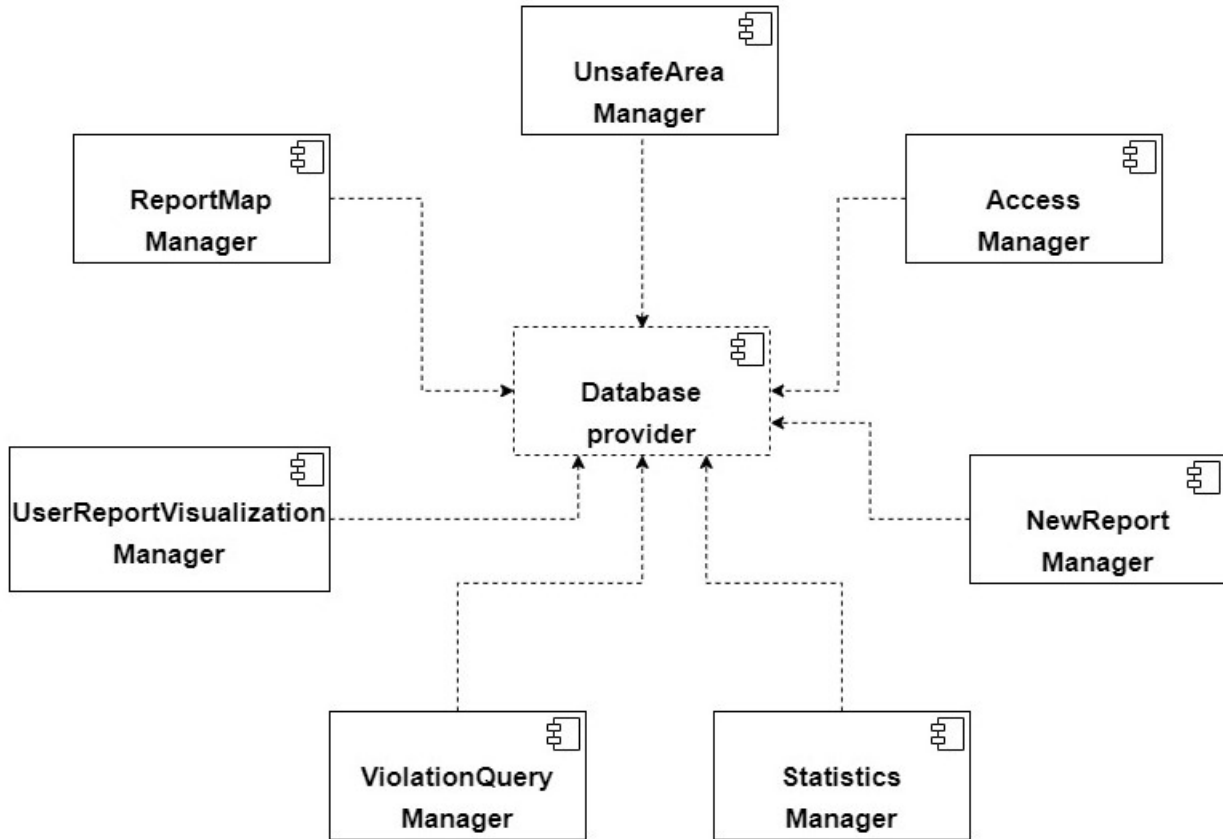 UnsafeArea
Manager
ReportMap
Manager
Access
Manager
Database
provider
UserReportVisualization
Manager
NewReport
Manager
ViolationQuery
Manager
Statistics
Manager